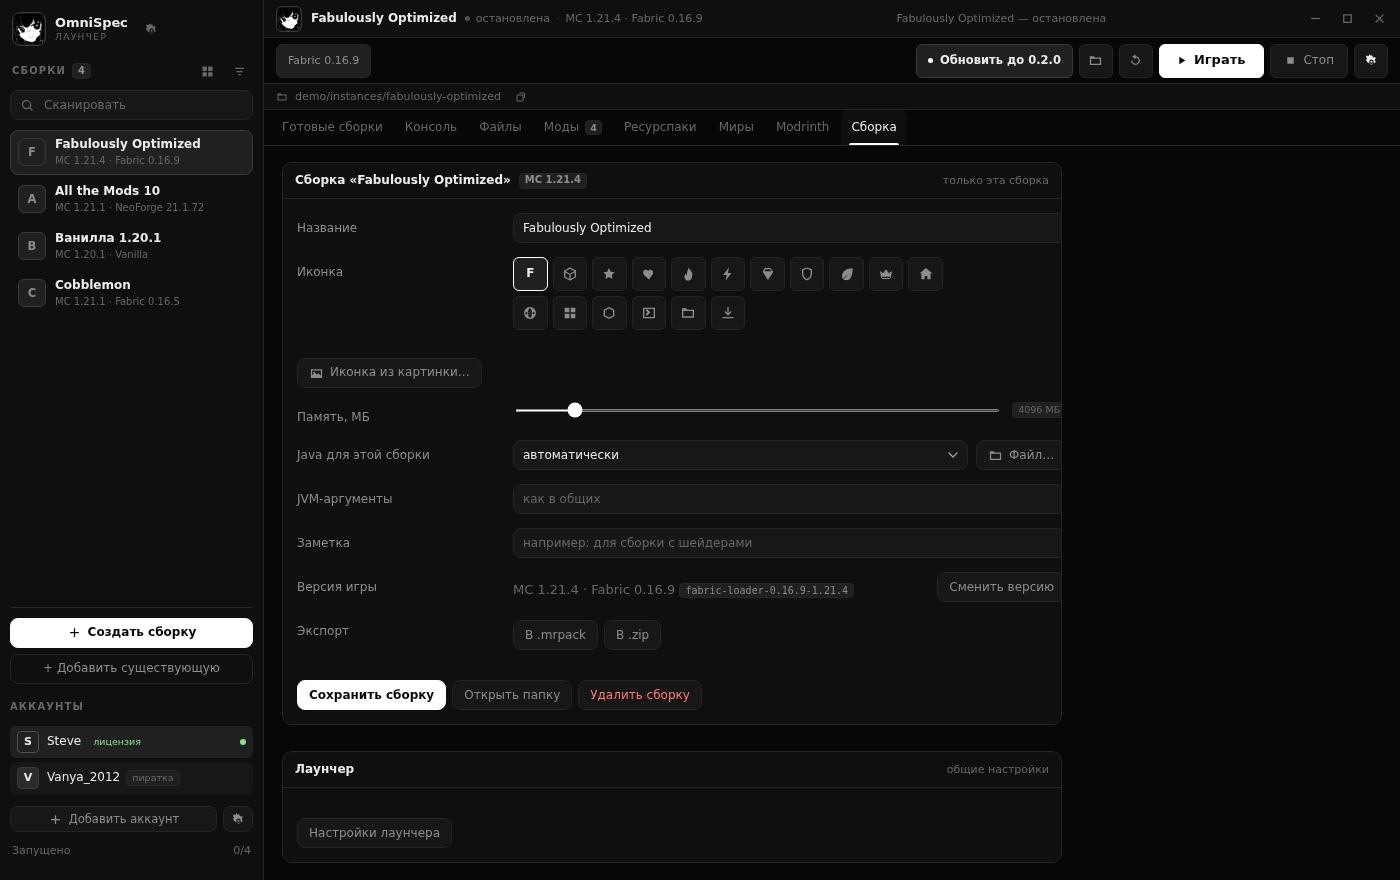 OmniSpec
ЛАУНЧЕР
СБОРКИ 4
Сканировать
F Fabulously Optimized
MC 1.21.4 · Fabric 0.16.9
A All the Mods 10
MC 1.21.1 · NeoForge 21.1.72
В Ванилла 1.20.1
MC 1.20.1 · Vanilla
C Cobblemon
MC 1.21.1 · Fabric 0.16.5
+ Создать сборку
+ Добавить существующую
АККАУНТЫ
S Steve лицензия
V Vanya_2012 пиратка
+ Добавить аккаунт
Запущено 0/4
Fabulously Optimized остановлена · MC 1.21.4 · Fabric 0.16.9
Fabulously Optimized — остановлена
Fabric 0.16.9
Обновить до 0.2.0
Играть
Стоп
demo/instances/fabulously-optimized
Готовые сборки Консоль Файлы Моды 4 Ресурспаки Миры Modrinth Сборка
Сборка «Fabulously Optimized» MC 1.21.4 только эта сборка
Название Fabulously Optimized
Иконка F
Иконка из картинки...
Память, МБ 4096 МБ
Java для этой сборки автоматически Файл...
JVM-аргументы как в общих
Заметка например: для сборки с шейдерами
Версия игры MC 1.21.4 · Fabric 0.16.9 fabric-loader-0.16.9-1.21.4 Сменить версию
Экспорт В .mrpack В .zip
Сохранить сборку Открыть папку Удалить сборку
Лаунчер общие настройки
Настройки лаунчера